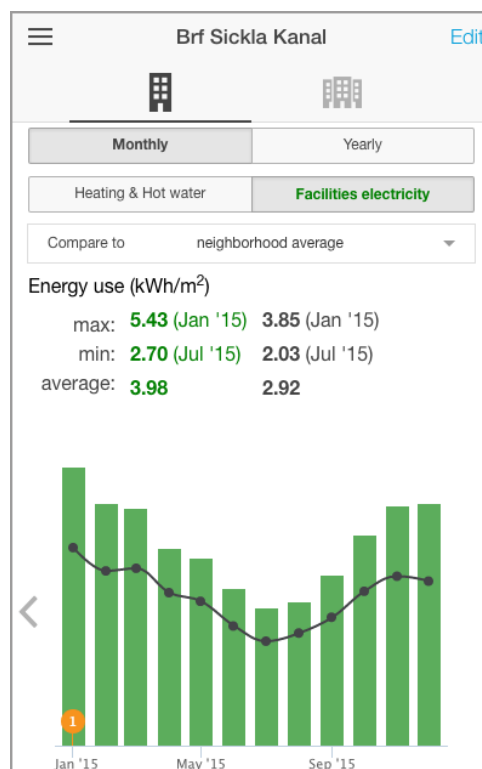 Brf Sickla Kanal Edit
Monthly Yearly
Heating & Hot water Facilities electricity
Compare to neighborhood average
Energy use (kWh/m²)
max: 5.43 (Jan '15) 3.85 (Jan '15)
min: 2.70 (Jul '15) 2.03 (Jul '15)
average: 3.98 2.92
1
Jan '15 May '15 Sep '15